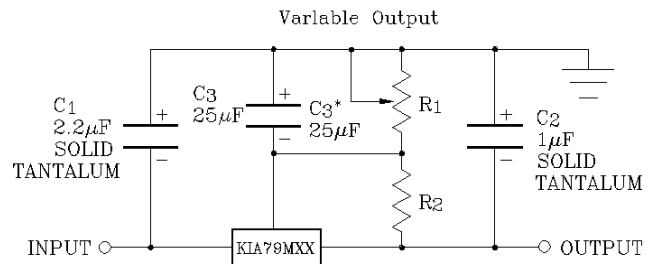 Varlable Output
C1
2.2μF
SOLID
TANTALUM
+
−
C3
25μF
+
−
C3*
25μF
R1
R2
+
−
C2
1μF
SOLID
TANTALUM
INPUT
KIA79MXX
OUTPUT